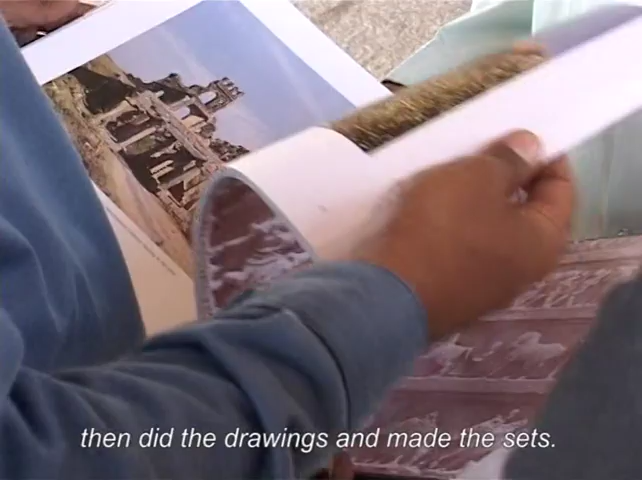 then did the drawings and made the sets.